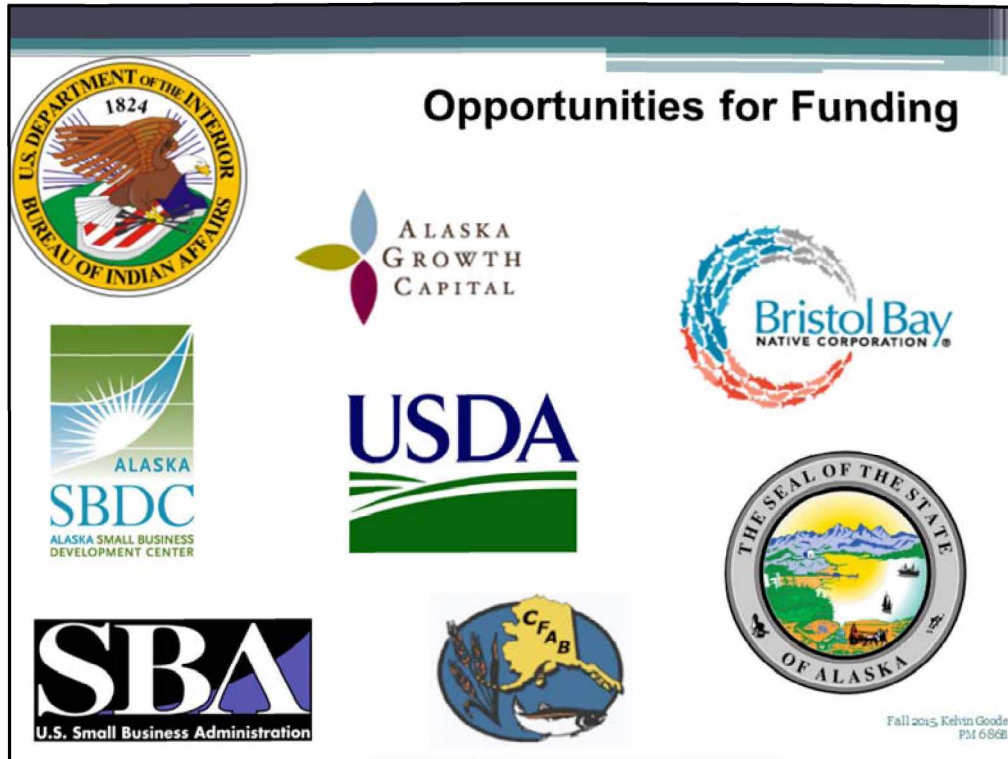 Opportunities for Funding
U.S. DEPARTMENT OF THE INTERIOR
1824
BUREAU OF INDIAN AFFAIRS
ALASKA
GROWTH
CAPITAL
Bristol Bay
NATIVE CORPORATION ®
ALASKA
SBDC
ALASKA SMALL BUSINESS
DEVELOPMENT CENTER
USDA
THE SEAL OF THE STATE
OF ALASKA
SBA
U.S. Small Business Administration
CFAB
Fall 2015, Kelvin Goode
PM 686B